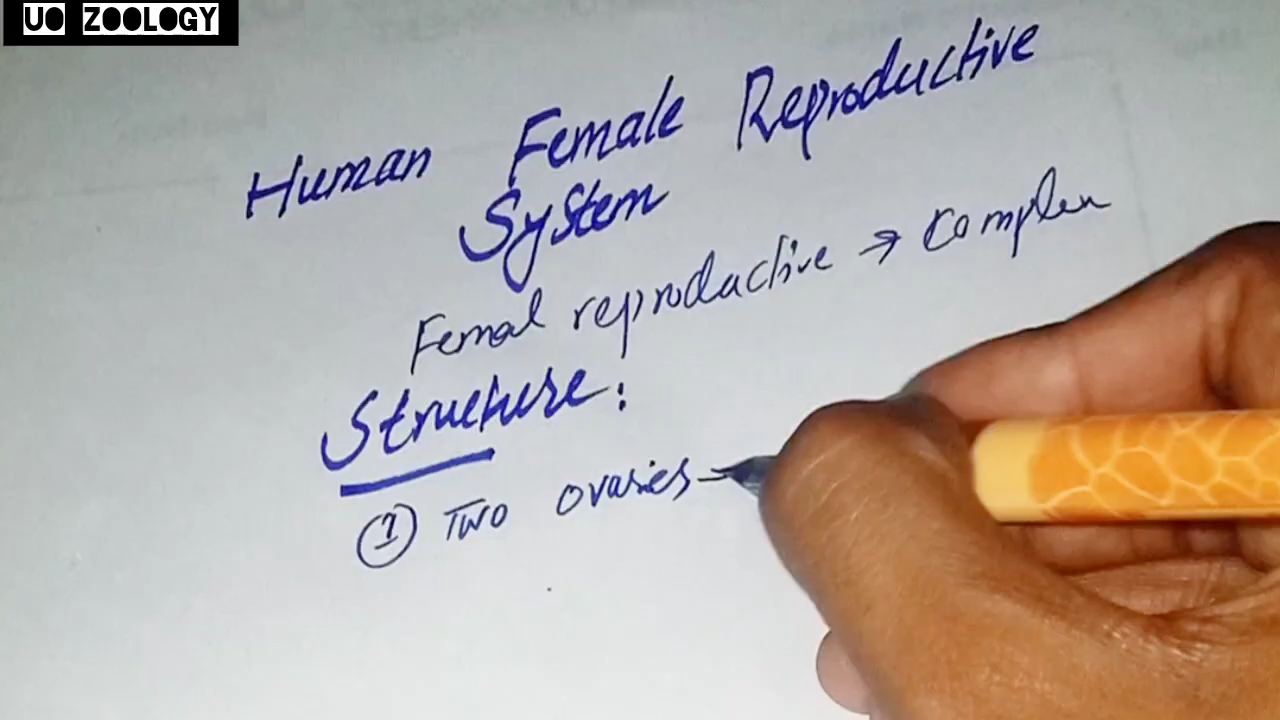 UO ZOOLOGY
Human Female Reproductive
System
Femal reproductive → Complex
Structure:
① Two ovaries